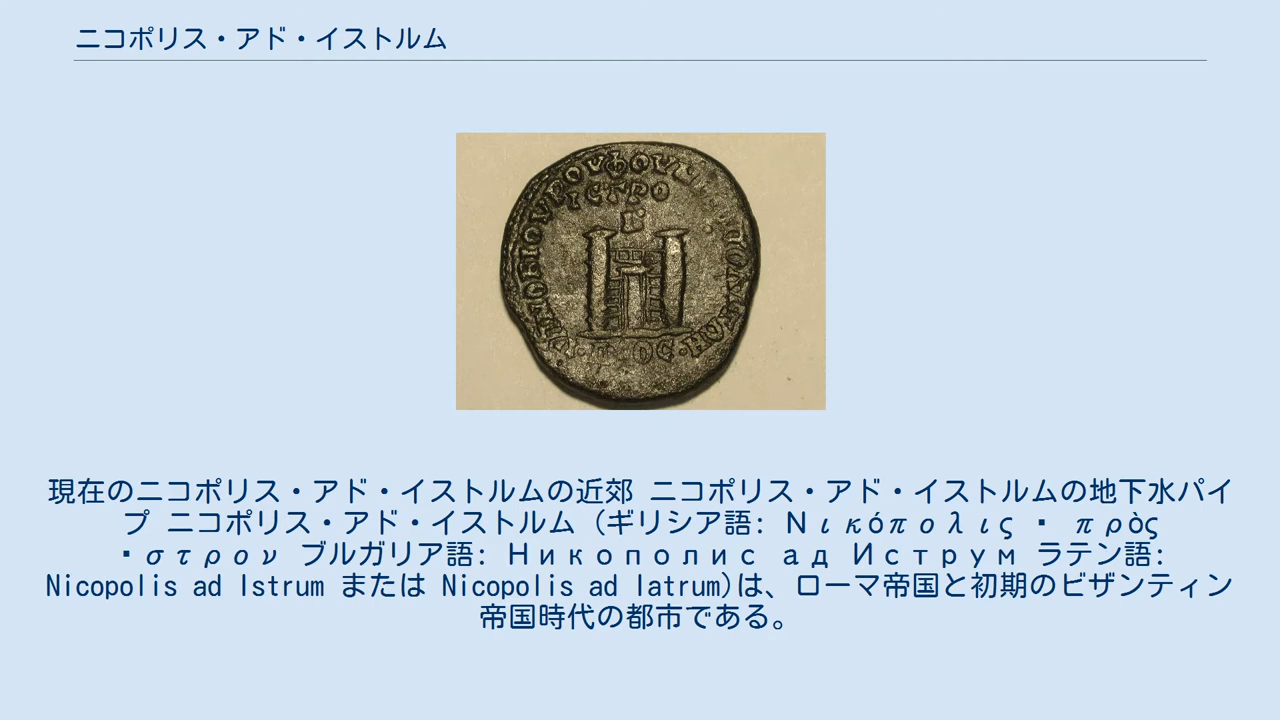 ニコポリス・アド・イストルム
ΙϹΤΡΟ
現在のニコポリス・アド・イストルムの近郊 ニコポリス・アド・イストルムの地下水パイ
プ ニコポリス・アド・イストルム（ギリシア語: Νικόπολις ▪ πρὸς
▪στρον ブルガリア語: Никополис ад Иструм ラテン語:
Nicopolis ad Istrum または Nicopolis ad Iatrum)は、ローマ帝国と初期のビザンティン
帝国時代の都市である。